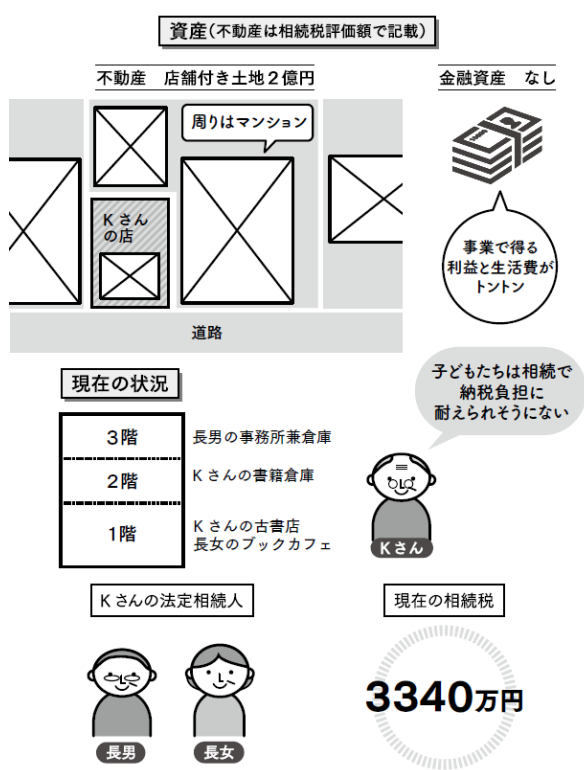 資産(不動産は相続税評価額で記載)
不動産　店舗付き土地2億円
金融資産　なし
周りはマンション
Kさん
の店
道路
事業で得る
利益と生活費が
トントン
現在の状況
子どもたちは相続で
納税負担に
耐えられそうにない
3階
長男の事務所兼倉庫
2階
Kさんの書籍倉庫
1階
Kさんの古書店
長女のブックカフェ
Kさん
Kさんの法定相続人
現在の相続税
長男
長女
3340万円